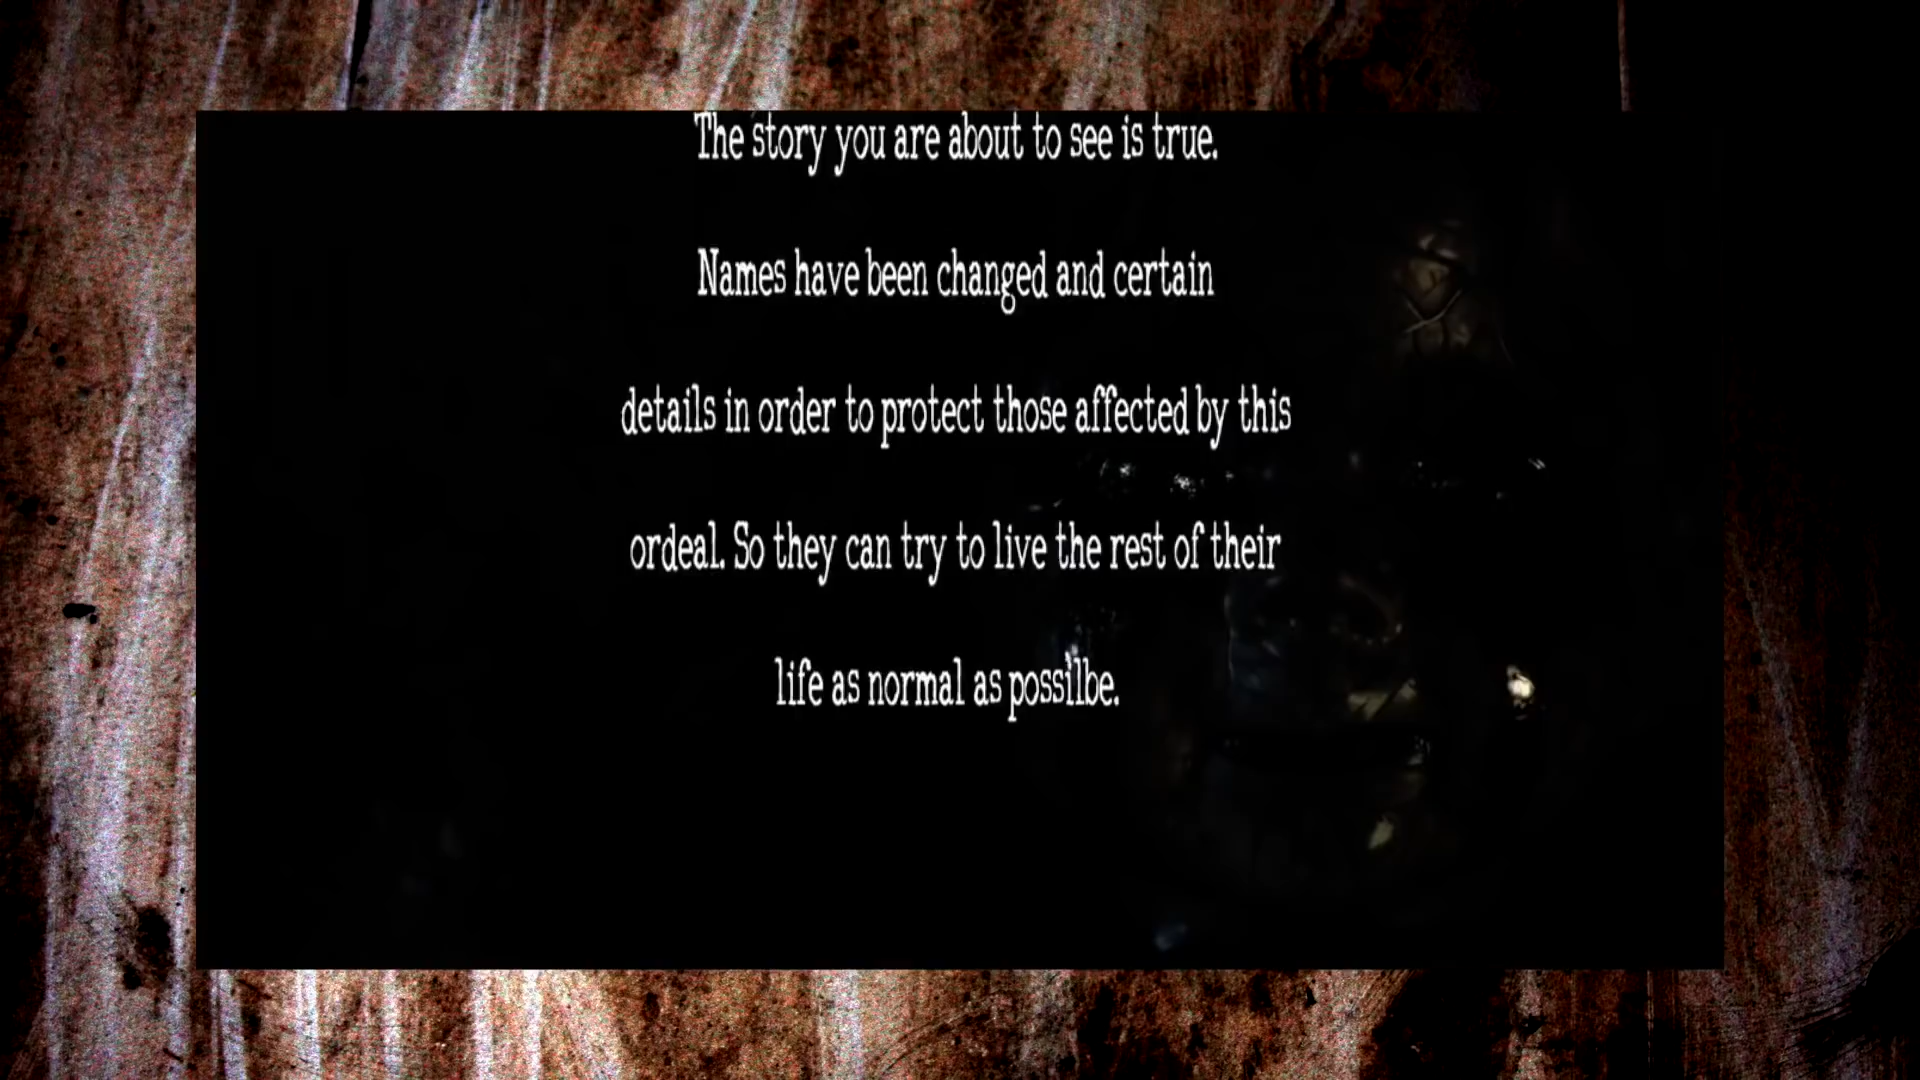 The story you are about to see is true.
Names have been changed and certain
details in order to protect those affected by this
ordeal. So they can try to live the rest of their
life as normal as possilbe.